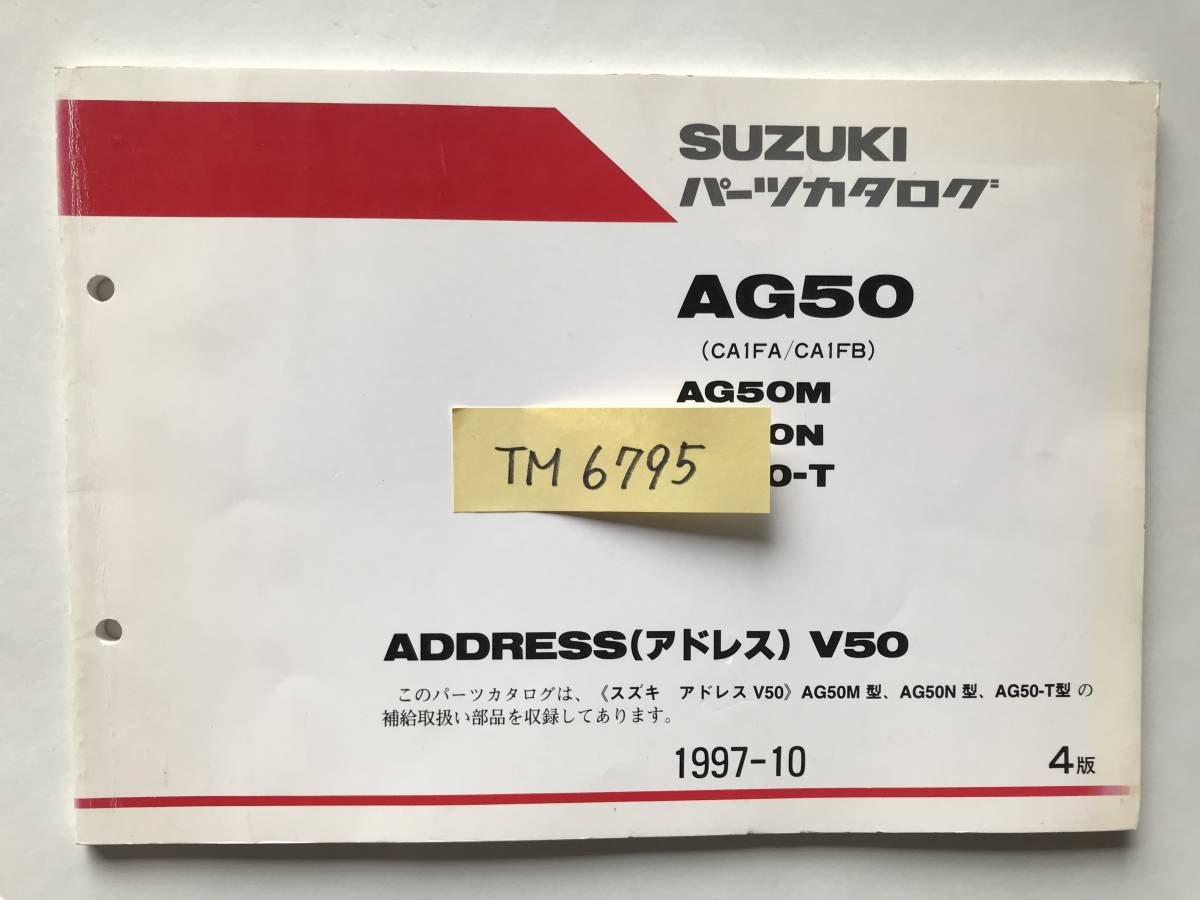 SUZUKI
パーツカタログ
AG50
(CA1FA/CA1FB)
AG50M
0N
0-T
TM 6795
ADDRESS(アドレス) V50
このパーツカタログは、《スズキ アドレス V50》AG50M 型、AG50N 型、AG50-T型 の
補給取扱い部品を収録してあります。
1997-10 4版